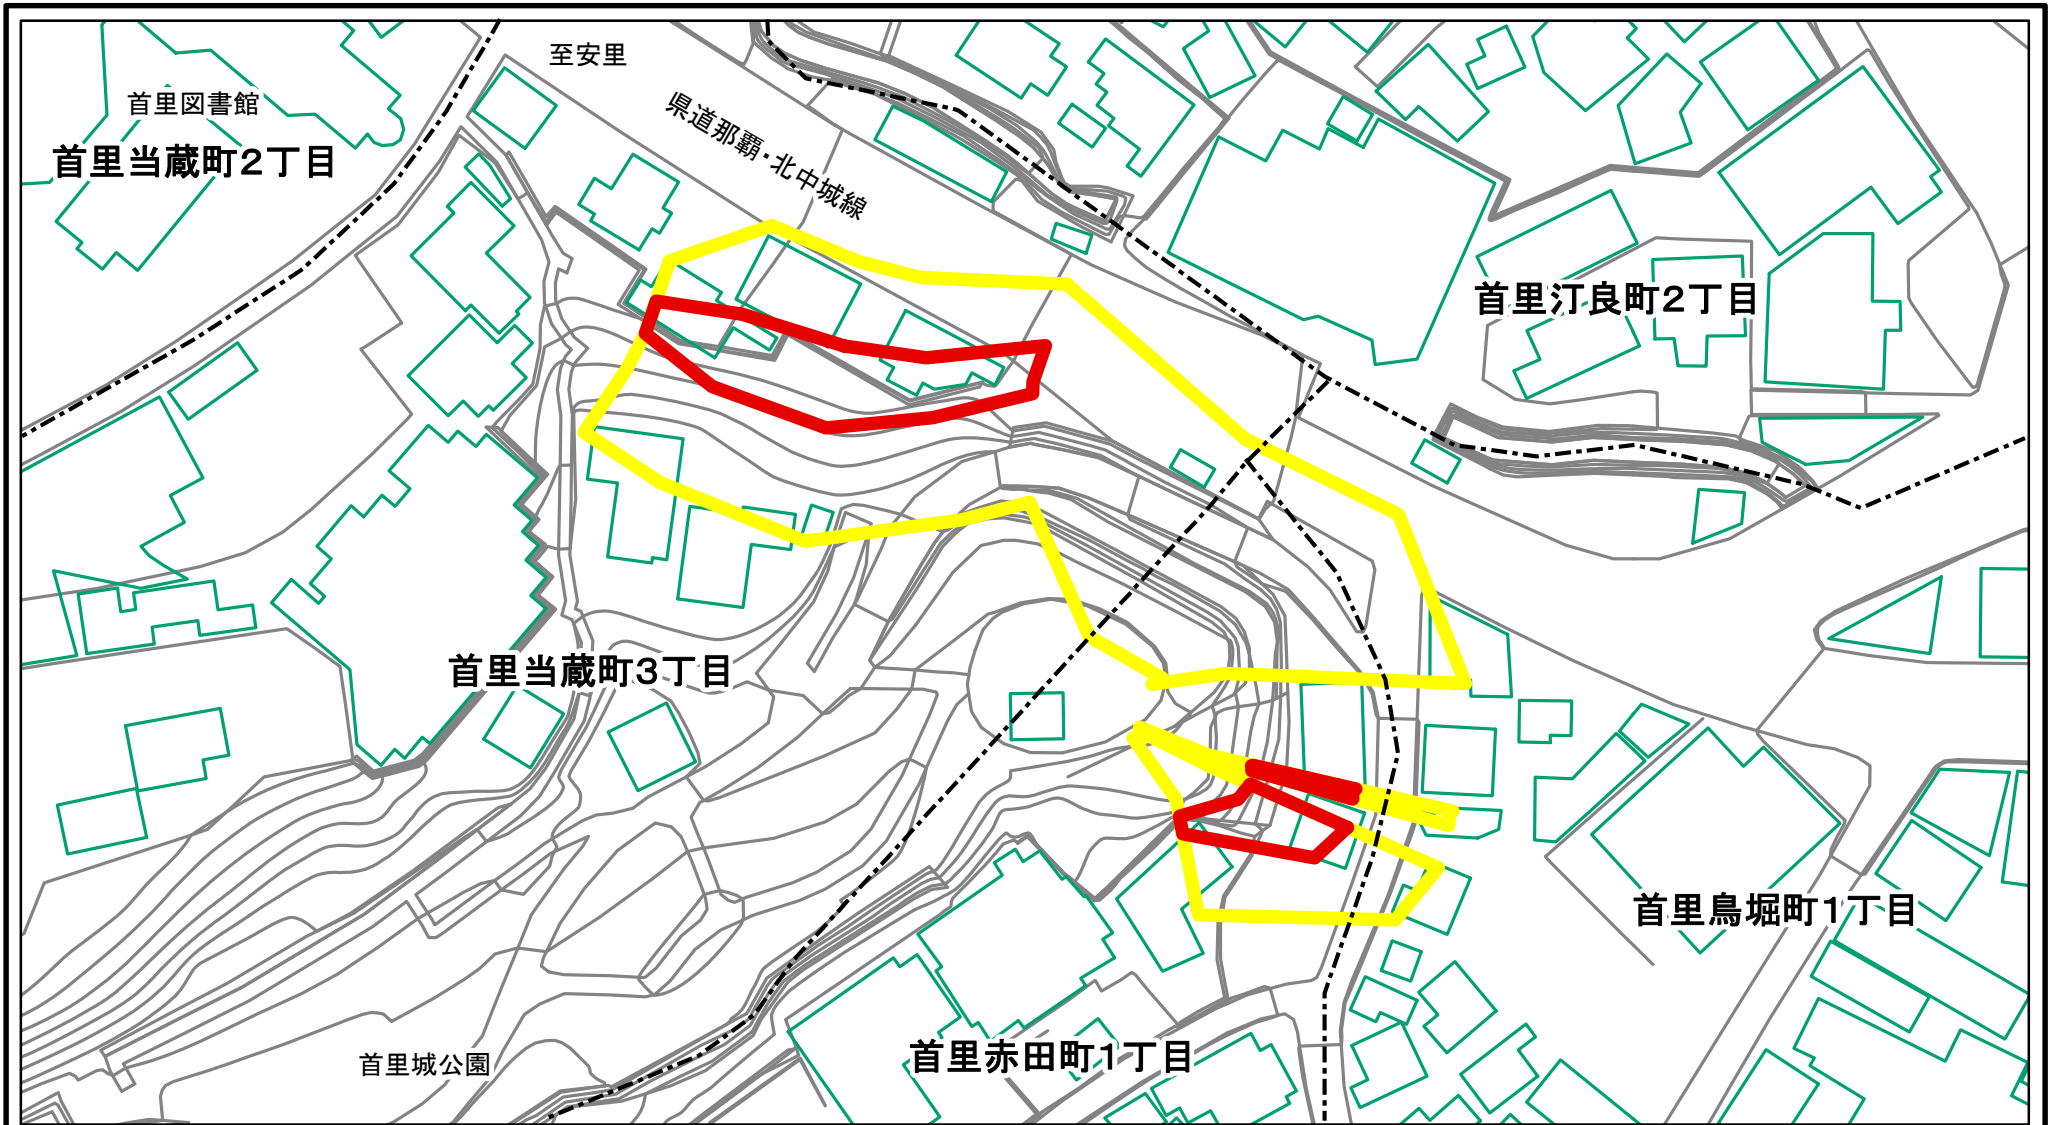 至安里
首里図書館
県道那覇・北中城線
首里当蔵町2丁目
首里汀良町2丁目
首里当蔵町3丁目
首里鳥堀町1丁目
首里赤田町1丁目
首里城公園